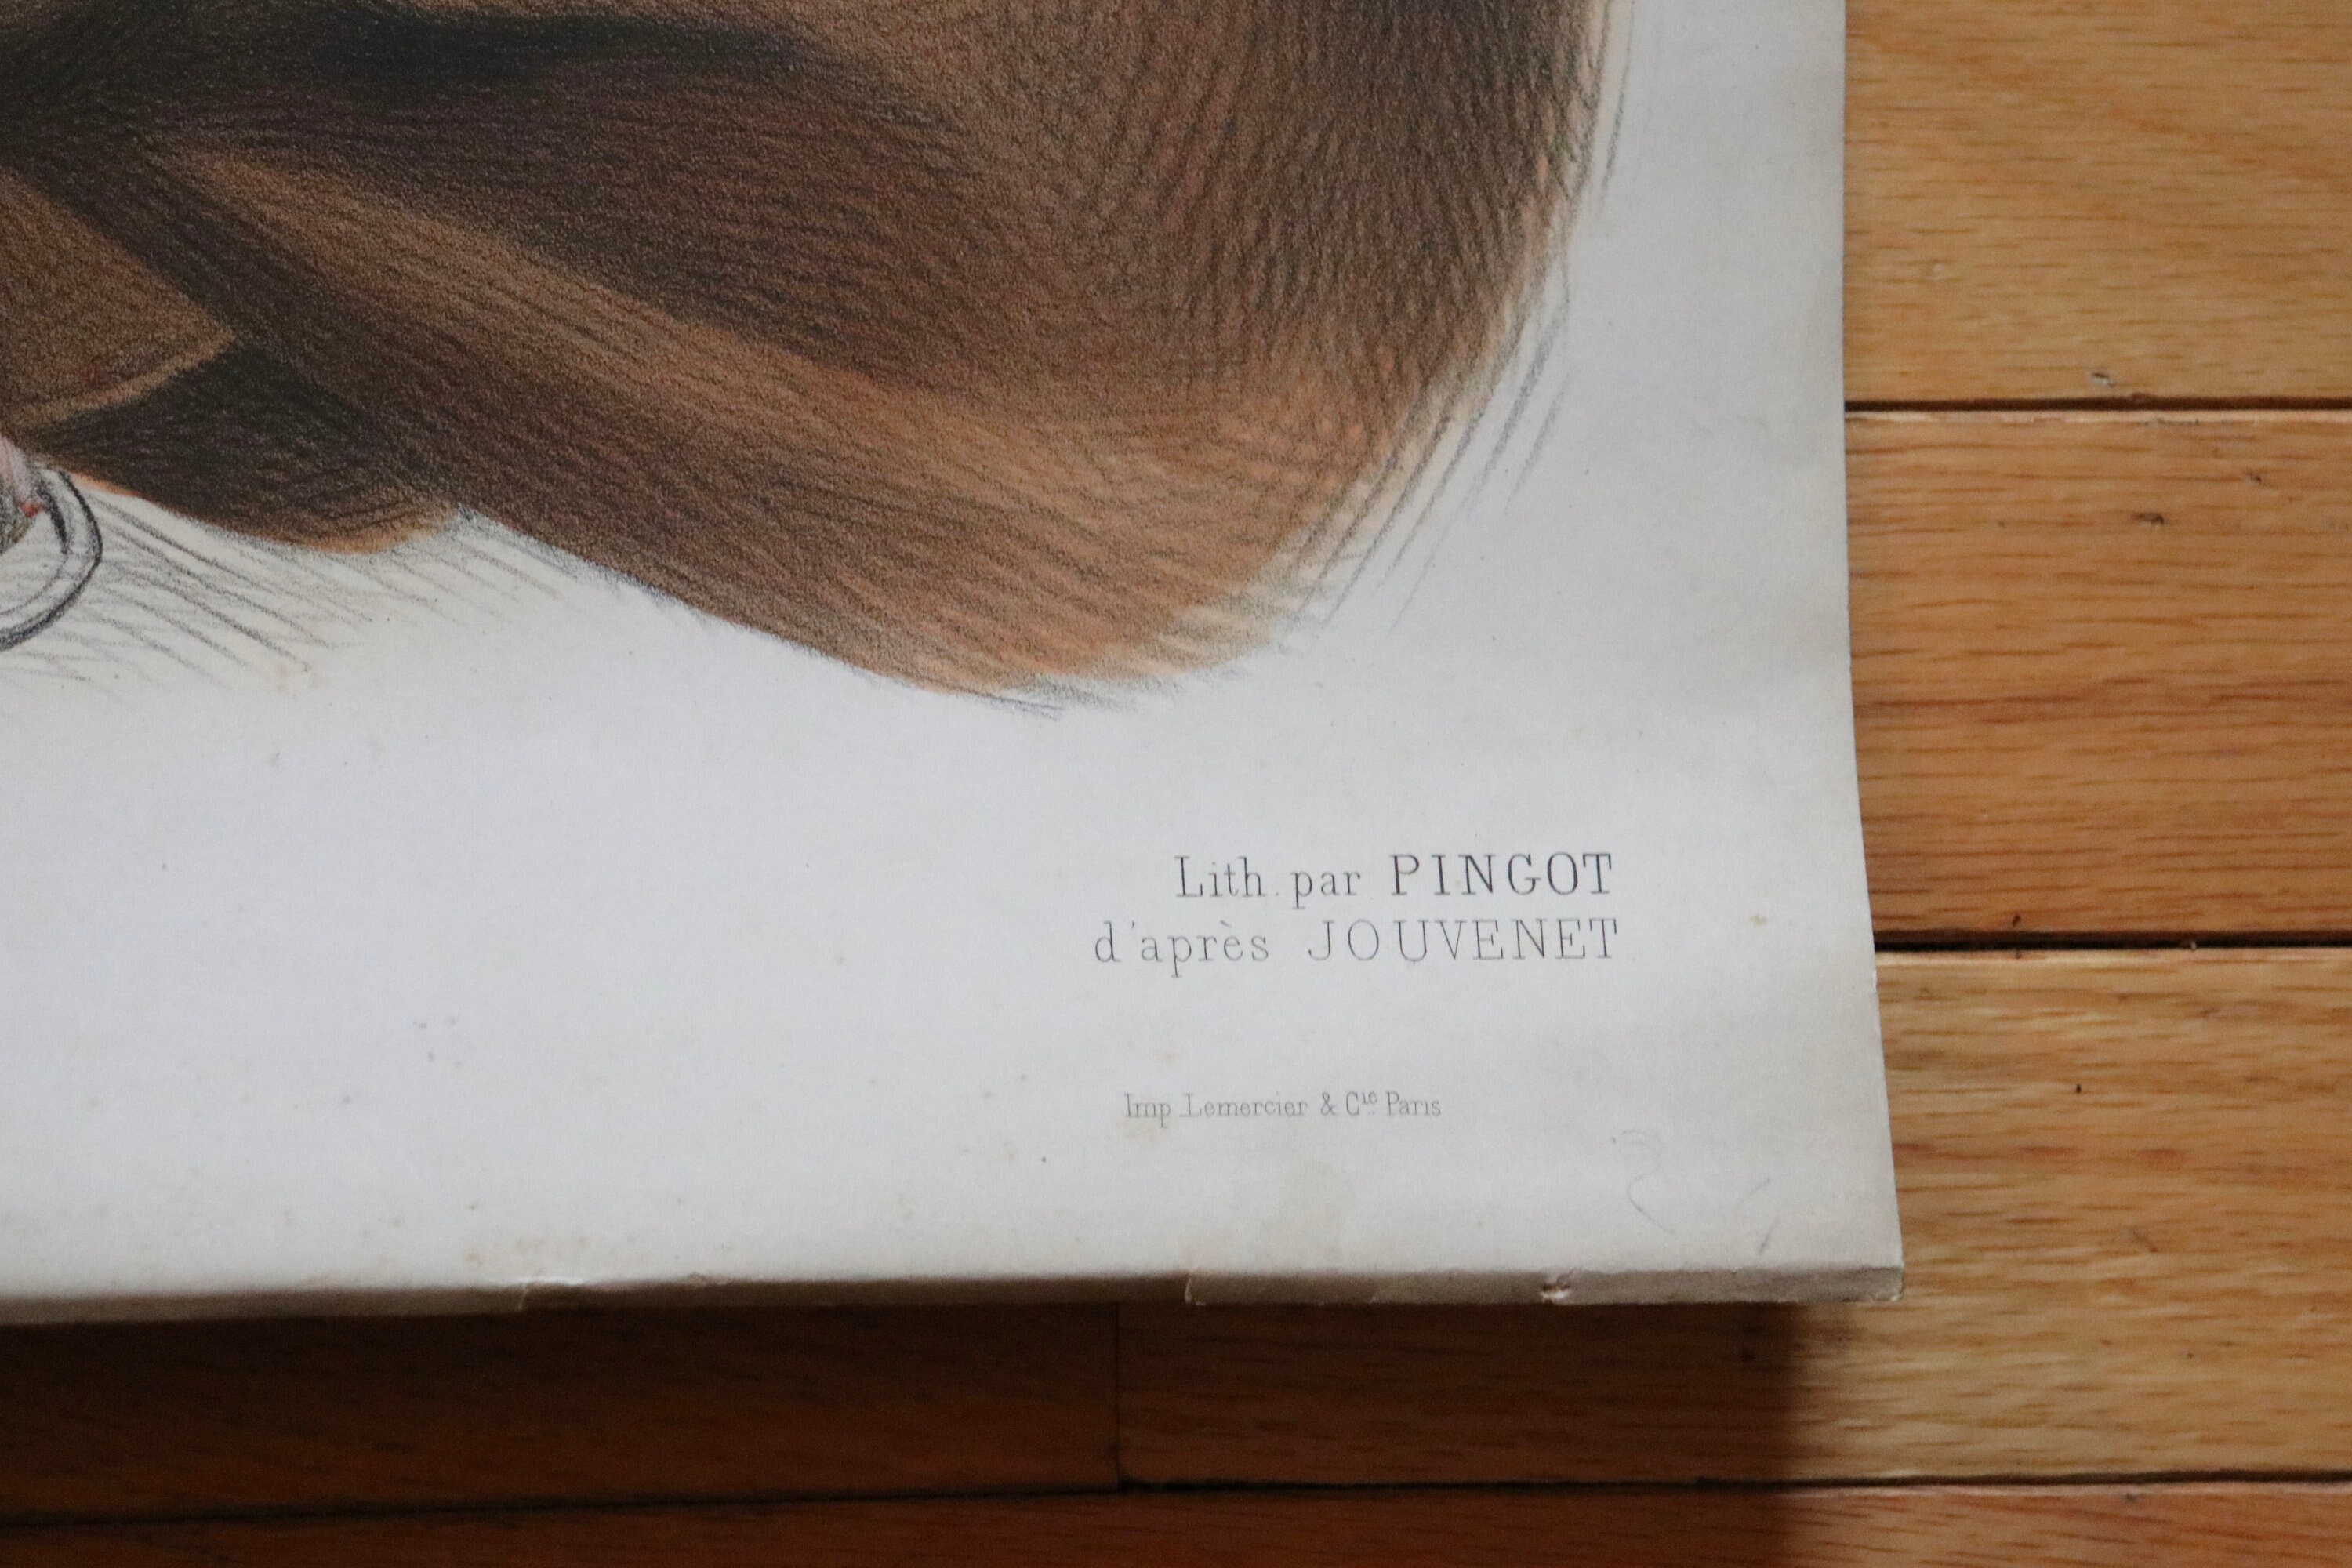 Lith. par PINGOT
d'après JOUVENET
Imp Lemercier & Cie Paris